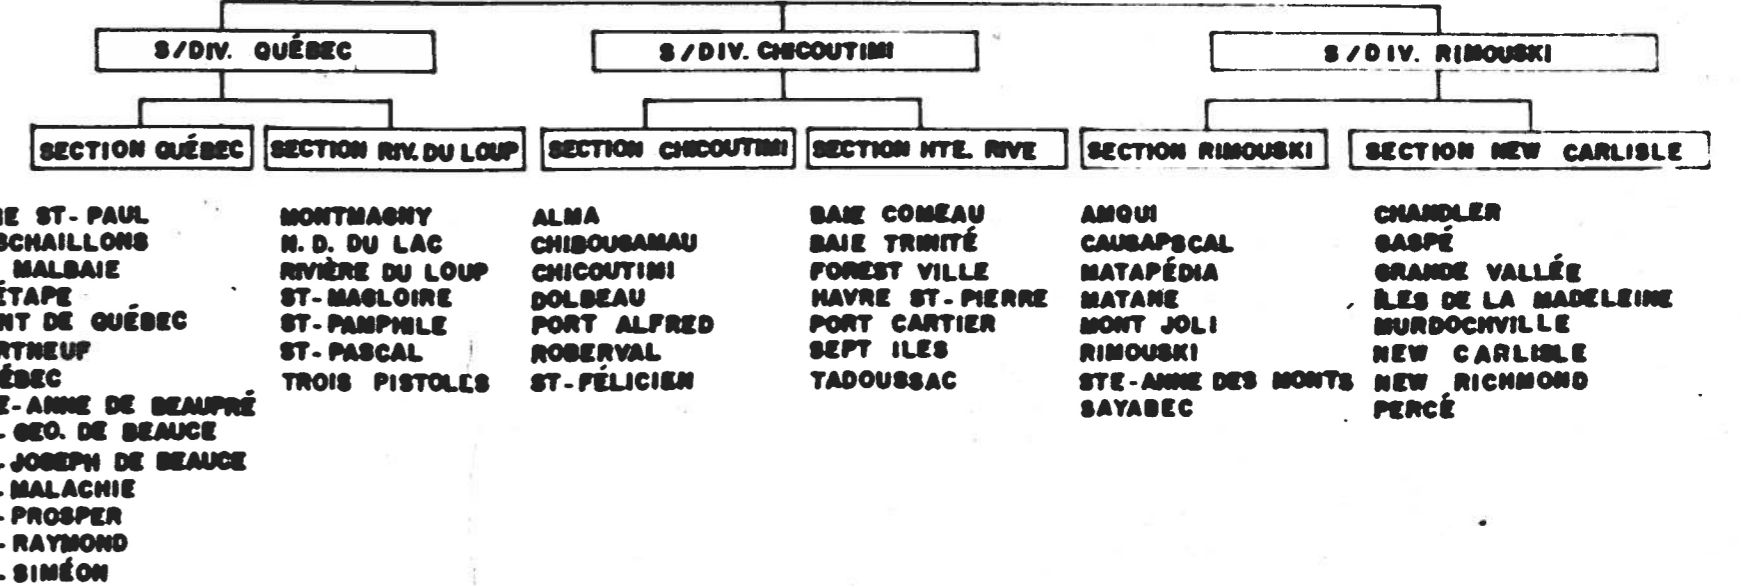 S/DIV. QUÉBEC
S/DIV. CHICOUTIMI
S/DIV. RIMOUSKI
SECTION QUÉBEC
SECTION RIV. DU LOUP
SECTION CHICOUTIMI
SECTION HTE. RIVE
SECTION RIMOUSKI
SECTION NEW CARLISLE
ST-PAUL
MALBAIE
DE QUÉBEC
-ANNE DE BEAUPRÉ
- GEO. DE BEAUCE
- JOSEPH DE BEAUCE
- MALACHIE
- PROSPER
- RAYMOND
- SIMÉON
MONTMAGNY
N. D. DU LAC
RIVIÈRE DU LOUP
ST-MAGLOIRE
ST-PAMPHILE
ST-PASCAL
TROIS PISTOLES
ALMA
CHIBOUGAMAU
CHICOUTIMI
DOLBEAU
PORT ALFRED
ROBERVAL
ST-FÉLICIEN
BAIE COMEAU
BAIE TRINITÉ
FOREST VILLE
HAVRE ST-PIERRE
PORT CARTIER
SEPT ILES
TADOUSSAC
AMQUI
CAUSAPSCAL
MATAPÉDIA
MATANE
MONT JOLI
RIMOUSKI
STE-ANNE DES MONTS
SAYABEC
CHANDLER
GASPÉ
GRANDE VALLÉE
ÎLES DE LA MADELEINE
MURDOCHVILLE
NEW CARLISLE
NEW RICHMOND
PERCÉ